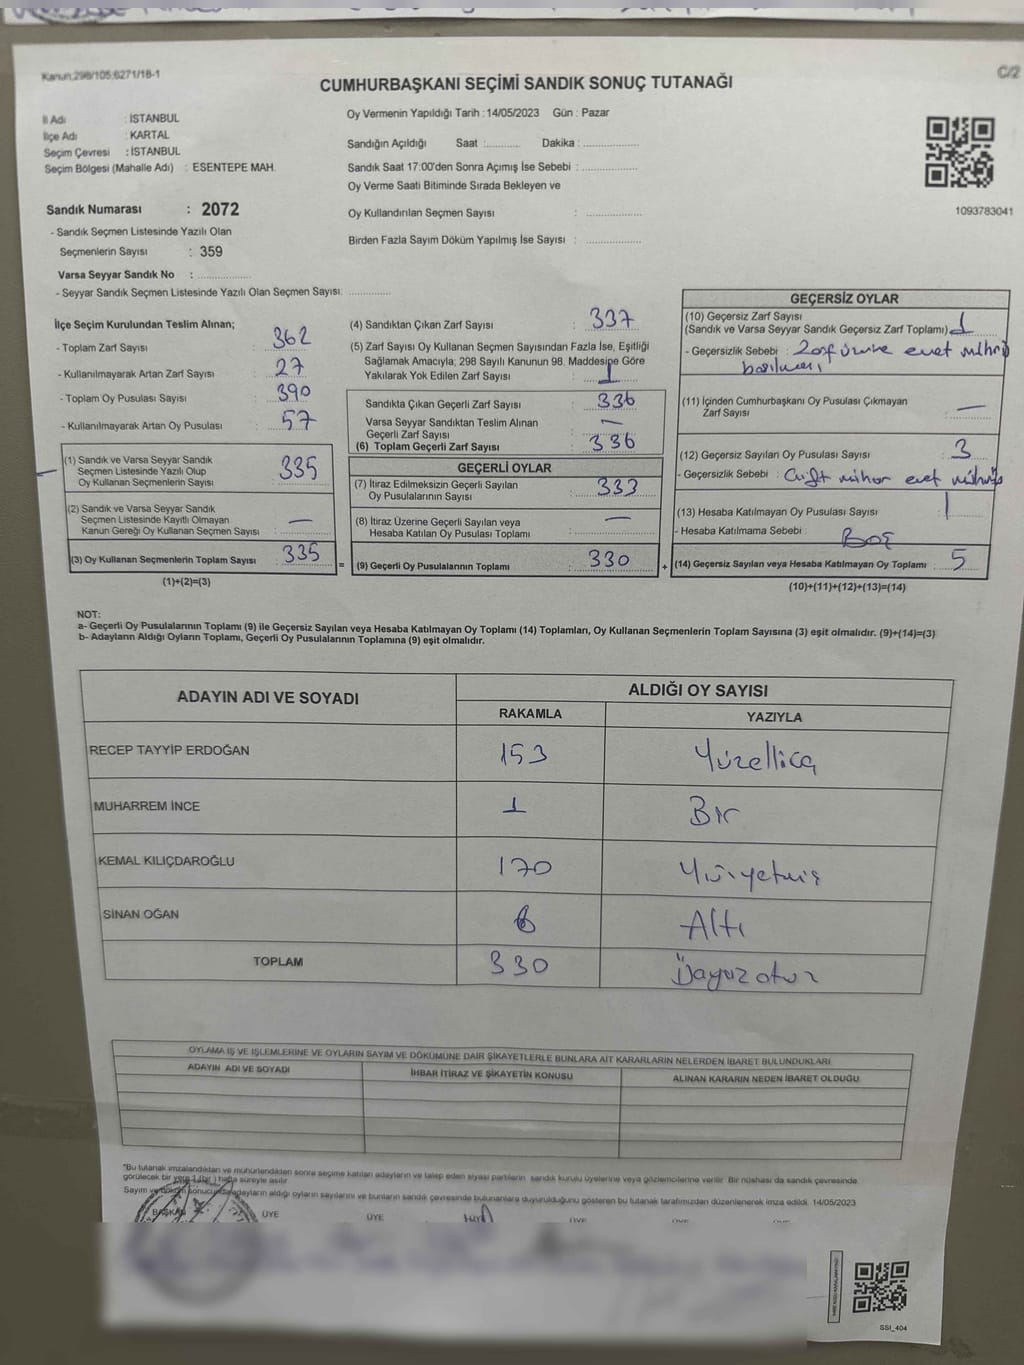 Kanun:298/105;6271/18-1
C/2
CUMHURBAŞKANI SEÇİMİ SANDIK SONUÇ TUTANAĞI
İl Adı : İSTANBUL
İlçe Adı : KARTAL
Seçim Çevresi : İSTANBUL
Seçim Bölgesi (Mahalle Adı) : ESENTEPE MAH.
Sandık Numarası : 2072
- Sandık Seçmen Listesinde Yazılı Olan
Seçmenlerin Sayısı : 359
Varsa Seyyar Sandık No : ..............
- Seyyar Sandık Seçmen Listesinde Yazılı Olan Seçmen Sayısı: ............
Oy Vermenin Yapıldığı Tarih : 14/05/2023 Gün : Pazar
Sandığın Açıldığı Saat :........... Dakika : .................
Sandık Saat 17:00'den Sonra Açımış İse Sebebi : .................
Oy Verme Saati Bitiminde Sırada Bekleyen ve
Oy Kullandırılan Seçmen Sayısı : .................
Birden Fazla Sayım Döküm Yapılmış İse Sayısı : .................
1093783041
İlçe Seçim Kurulundan Teslim Alınan;
- Toplam Zarf Sayısı : 362
- Kullanılmayarak Artan Zarf Sayısı : 27
- Toplam Oy Pusulası Sayısı : 390
- Kullanılmayarak Artan Oy Pusulası : 57
(1) Sandık ve Varsa Seyyar Sandık
Seçmen Listesinde Yazılı Olup
Oy Kullanan Seçmenlerin Sayısı : 335
(2) Sandık ve Varsa Seyyar Sandık
Seçmen Listesinde Kayıtlı Olmayan
Kanun Gereği Oy Kullanan Seçmen Sayısı : —
(3) Oy Kullanan Seçmenlerin Toplam Sayısı : 335
(1)+(2)=(3)
(4) Sandıktan Çıkan Zarf Sayısı : 337
(5) Zarf Sayısı Oy Kullanan Seçmen Sayısından Fazla İse, Eşitliği
Sağlamak Amacıyla; 298 Sayılı Kanunun 98. Maddesine Göre
Yakılarak Yok Edilen Zarf Sayısı : 1
Sandıkta Çıkan Geçerli Zarf Sayısı : 336
Varsa Seyyar Sandıktan Teslim Alınan
Geçerli Zarf Sayısı : —
(6) Toplam Geçerli Zarf Sayısı : 336
GEÇERLİ OYLAR
(7) İtiraz Edilmeksizin Geçerli Sayılan
Oy Pusulalarının Sayısı : 333
(8) İtiraz Üzerine Geçerli Sayılan veya
Hesaba Katılan Oy Pusulası Toplamı : —
= (9) Geçerli Oy Pusulalarının Toplamı : 330
GEÇERSİZ OYLAR
(10) Geçersiz Zarf Sayısı
(Sandık ve Varsa Seyyar Sandık Geçersiz Zarf Toplamı) : 1
- Geçersizlik Sebebi : Zarf üzerine evet mührü
basılması
(11) İçinden Cumhurbaşkanı Oy Pusulası Çıkmayan
Zarf Sayısı : —
(12) Geçersiz Sayılan Oy Pusulası Sayısı : 3
- Geçersizlik Sebebi : Çift mühür evet mührü
(13) Hesaba Katılmayan Oy Pusulası Sayısı : 1
- Hesaba Katılmama Sebebi : Boş
+ (14) Geçersiz Sayılan veya Hesaba Katılmayan Oy Toplamı : 5
(10)+(11)+(12)+(13)=(14)
NOT:
a- Geçerli Oy Pusulalarının Toplamı (9) ile Geçersiz Sayılan veya Hesaba Katılmayan Oy Toplamı (14) Toplamları, Oy Kullanan Seçmenlerin Toplam Sayısına (3) eşit olmalıdır. (9)+(14)=(3)
b- Adayların Aldığı Oyların Toplamı, Geçerli Oy Pusulalarının Toplamına (9) eşit olmalıdır.
ADAYIN ADI VE SOYADI
ALDIĞI OY SAYISI
RAKAMLA YAZIYLA
RECEP TAYYİP ERDOĞAN 153 Yüzelliüç
MUHARREM İNCE 1 Bir
KEMAL KILIÇDAROĞLU 170 Yüzyetmiş
SİNAN OĞAN 6 Altı
TOPLAM 330 Üçyüzotuz
OYLAMA İŞ VE İŞLEMLERİNE VE OYLARIN SAYIM VE DÖKÜMÜNE DAİR ŞİKAYETLERLE BUNLARA AİT KARARLARIN NELERDEN İBARET BULUNDUKLARI
ADAYIN ADI VE SOYADI İHBAR İTİRAZ VE ŞİKAYETİN KONUSU ALINAN KARARIN NEDEN İBARET OLDUĞU
*Bu tutanak imzalandıktan ve mühürlendikten sonra seçime katılan adayların ve talep eden siyasi partilerin sandık kurulu üyelerine veya gözlemcilerine verilir. Bir nüshası da sandık çevresinde
görülecek bir yere 1 (bir) hafta süreyle asılır.
Sayım ve döküm sonucunda adayların aldığı oyların sayılarını ve bunların sandık çevresinde bulunanlara duyurulduğunu gösteren bu tutanak tarafımızdan düzenlenerek imza edildi. 14/05/2023
BAŞKAN ÜYE ÜYE ÜYE ÜYE ÜYE
SSI_404